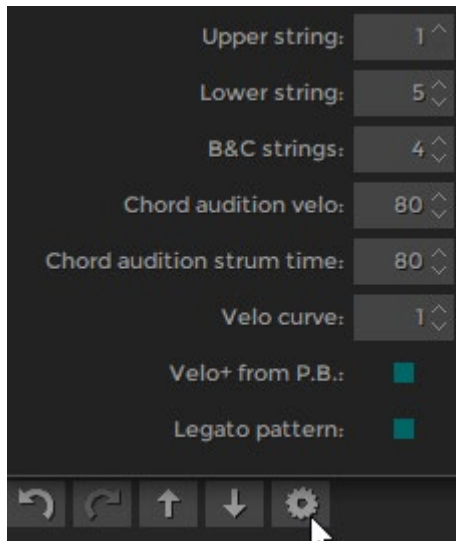 Upper string: 1
Lower string: 5
B&C strings: 4
Chord audition velo: 80
Chord audition strum time: 80
Velo curve: 1
Velo+ from P.B.:
Legato pattern: